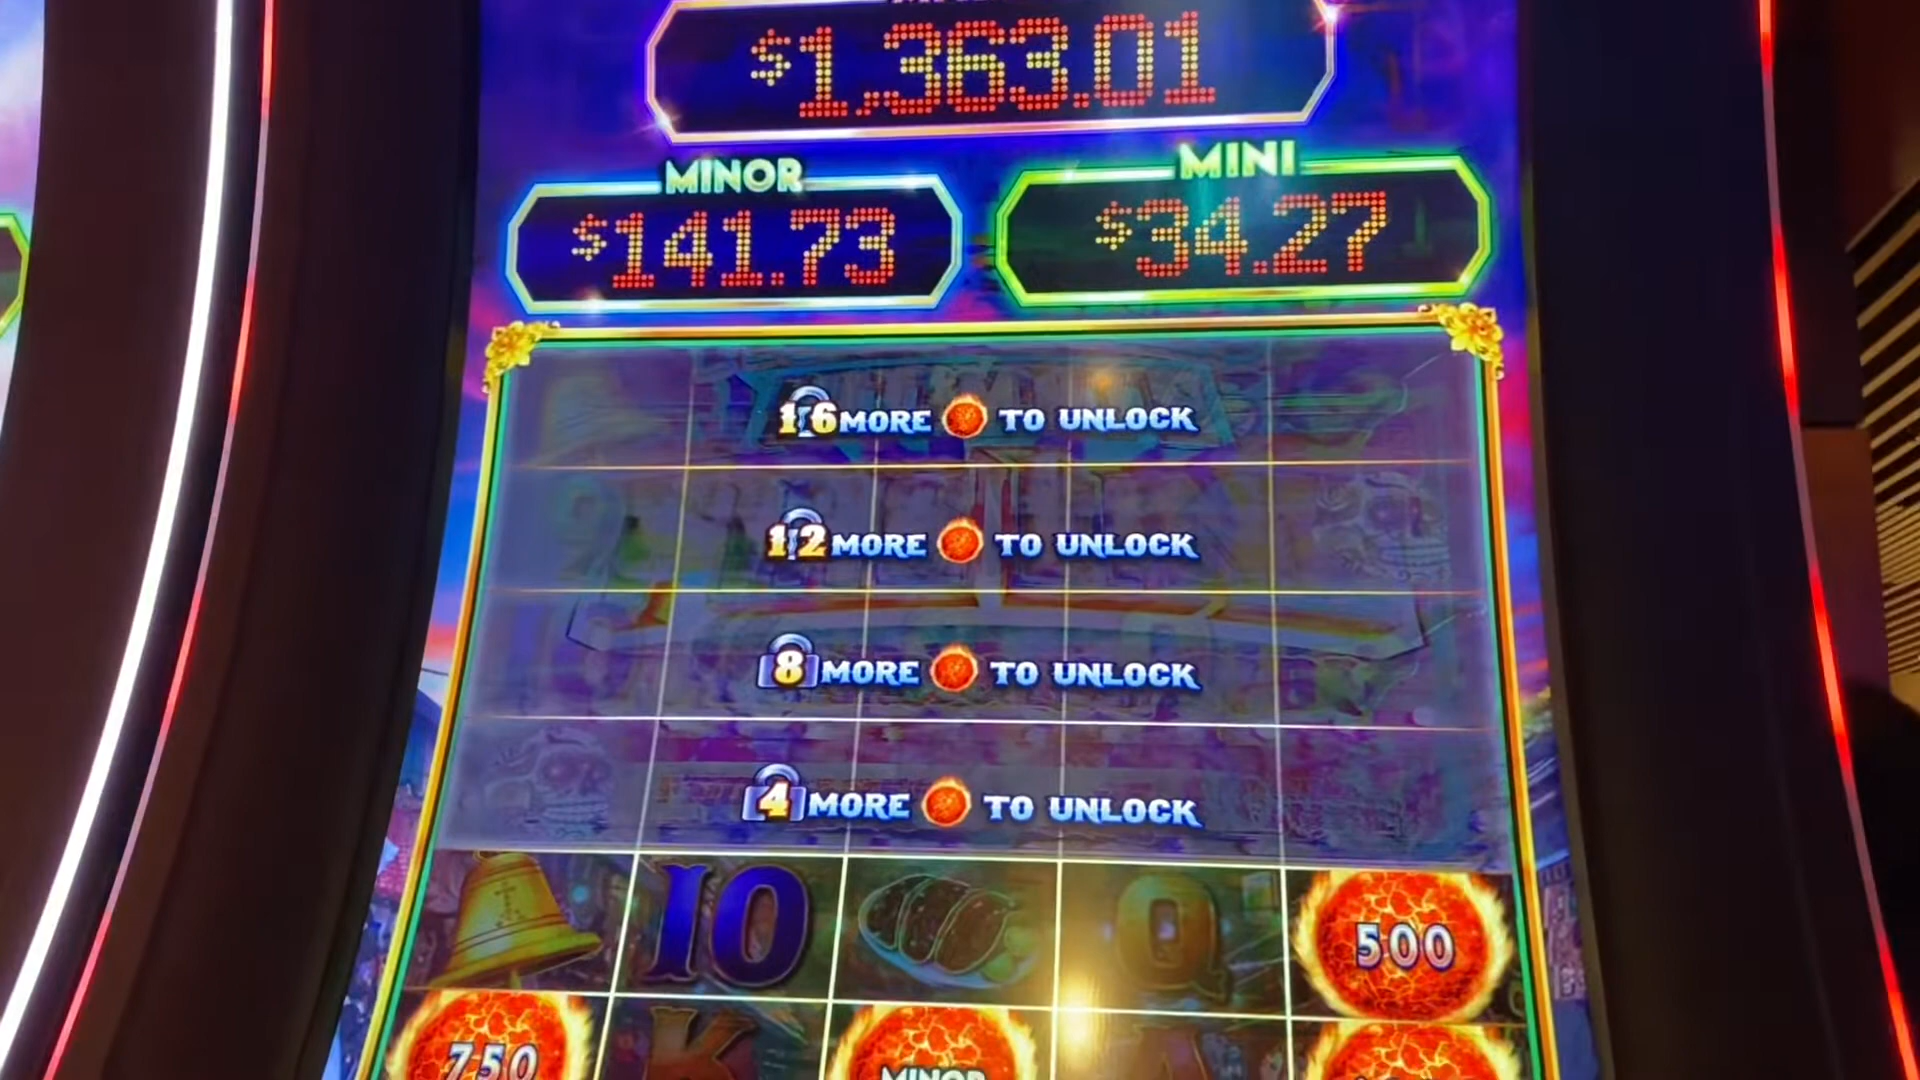 $1,363.01
MINOR
MINI
$141.73
$34.27
16 MORE TO UNLOCK
12 MORE TO UNLOCK
8 MORE TO UNLOCK
4 MORE TO UNLOCK
10
Q
500
750
K
MINOR
A